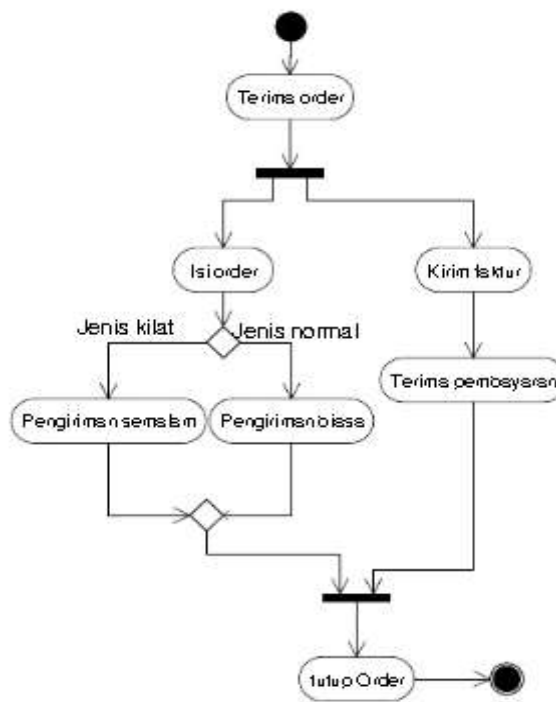 Terima order
Isi order
Kirim faktur
Jenis kilat
Jenis normal
Terima pembayaran
Pengiriman semalam
Pengiriman biasa
tutup Order